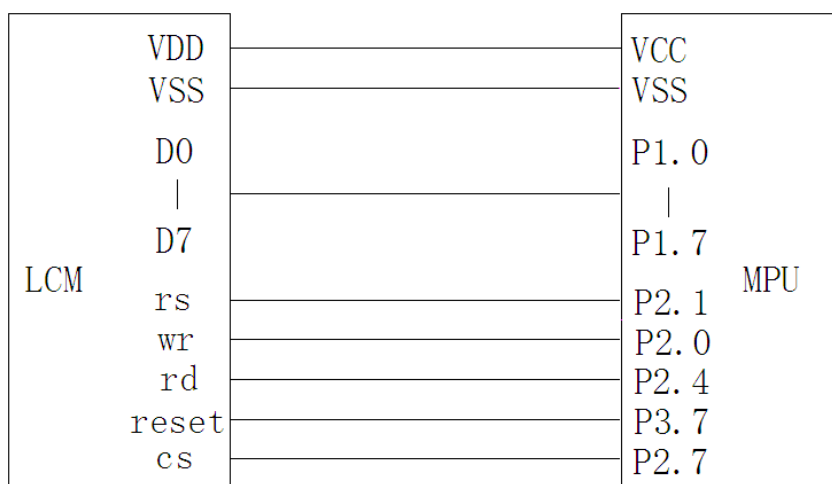 VDD VCC
VSS VSS
D0 P1.0
D7 P1.7
LCM MPU
rs P2.1
wr P2.0
rd P2.4
reset P3.7
cs P2.7